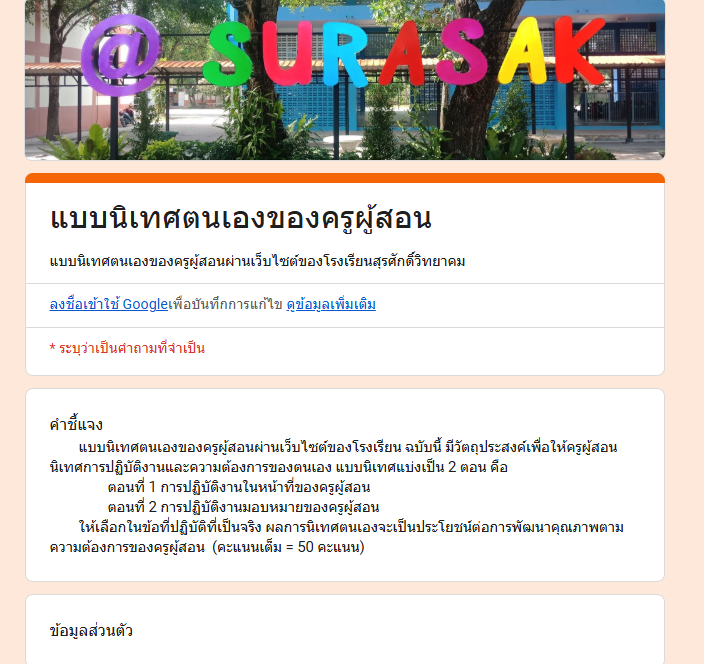 @ SURASAK
แบบนิเทศตนเองของครูผู้สอน
แบบนิเทศตนเองของครูผู้สอนผ่านเว็บไซต์ของโรงเรียนสุรศักดิ์วิทยาคม
ลงชื่อเข้าใช้ Googleเพื่อบันทึกการแก้ไข ดูข้อมูลเพิ่มเติม
* ระบุว่าเป็นคำถามที่จำเป็น
คำชี้แจง
แบบนิเทศตนเองของครูผู้สอนผ่านเว็บไซต์ของโรงเรียน ฉบับนี้ มีวัตถุประสงค์เพื่อให้ครูผู้สอน
นิเทศการปฏิบัติงานและความต้องการของตนเอง แบบนิเทศแบ่งเป็น 2 ตอน คือ
ตอนที่ 1 การปฏิบัติงานในหน้าที่ของครูผู้สอน
ตอนที่ 2 การปฏิบัติงานมอบหมายของครูผู้สอน
ให้เลือกในข้อที่ปฏิบัติที่เป็นจริง ผลการนิเทศตนเองจะเป็นประโยชน์ต่อการพัฒนาคุณภาพตาม
ความต้องการของครูผู้สอน (คะแนนเต็ม = 50 คะแนน)
ข้อมูลส่วนตัว